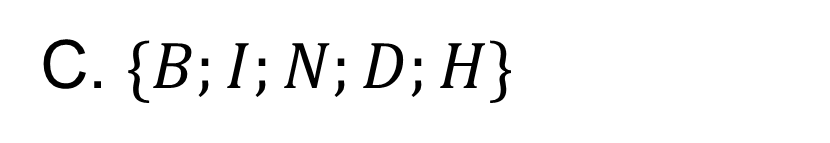 C. {B; I; N; D; H}